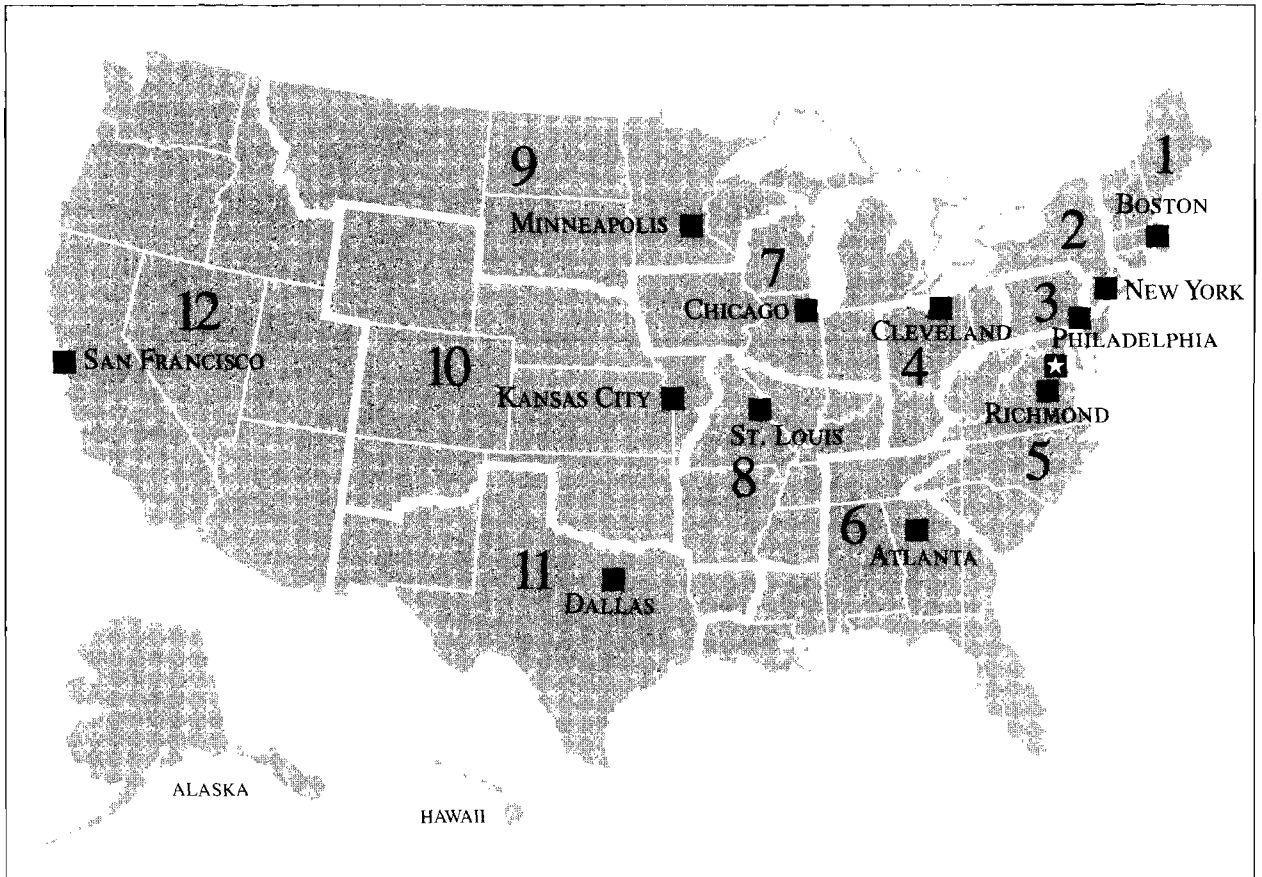 9
1
MINNEAPOLIS
BOSTON
2
7
12
CHICAGO
3
NEW YORK
CLEVELAND
PHILADELPHIA
SAN FRANCISCO
10
4
KANSAS CITY
RICHMOND
ST. LOUIS
5
8
6
ATLANTA
11
DALLAS
ALASKA
HAWAII